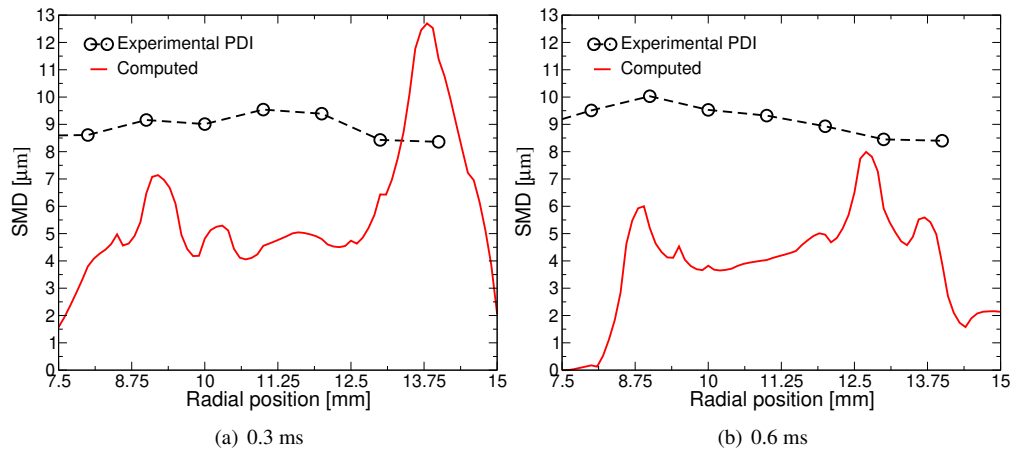 13
12
11
10
9
8
7
6
5
4
3
2
1
0
SMD [μm]
Experimental PDI
Computed
7.5 8.75 10 11.25 12.5 13.75 15
Radial position [mm]
(a) 0.3 ms
13
12
11
10
9
8
7
6
5
4
3
2
1
0
SMD [μm]
Experimental PDI
Computed
7.5 8.75 10 11.25 12.5 13.75 15
Radial position [mm]
(b) 0.6 ms